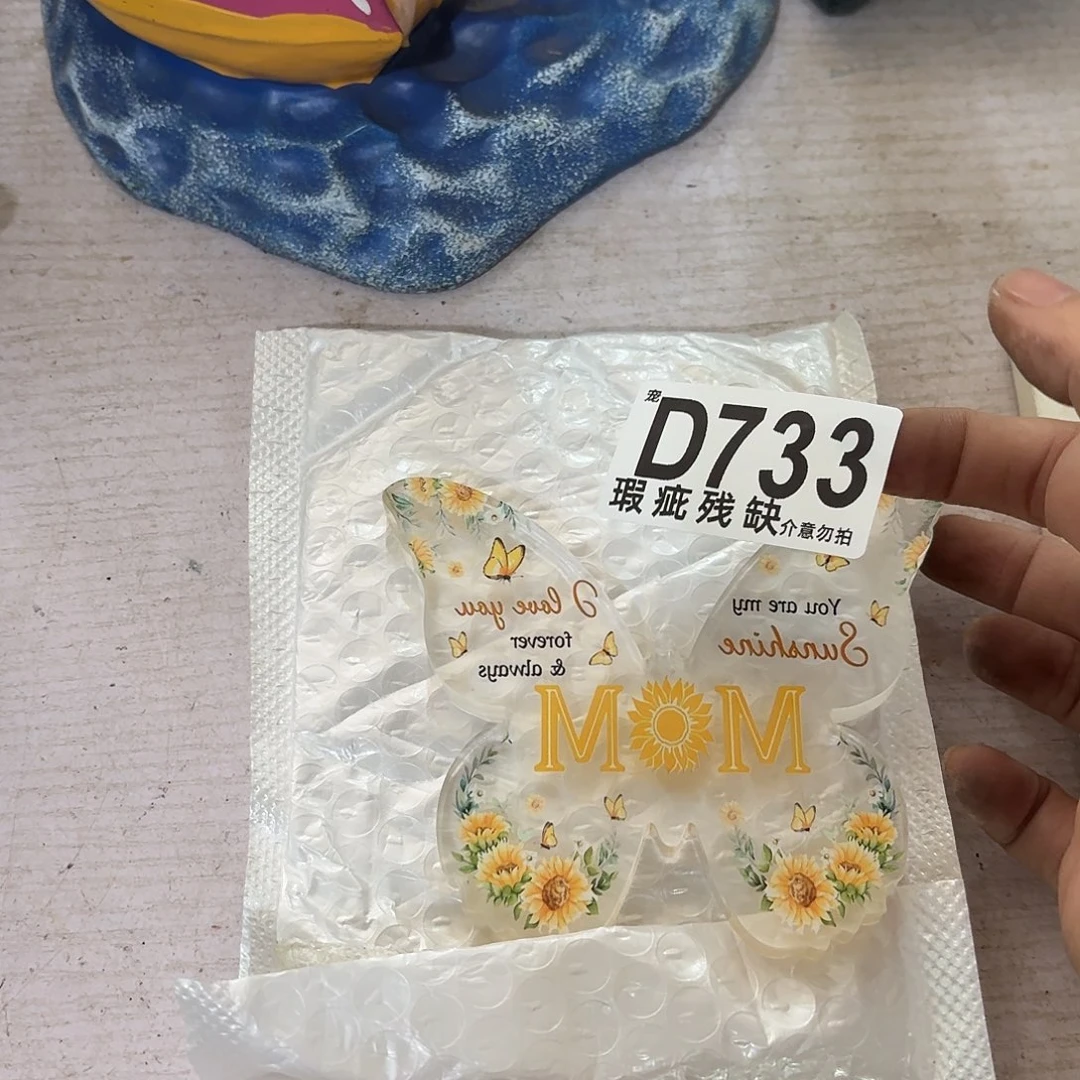 宠
D733
瑕疵残缺介意勿拍
You are my
Sunshine
I love you
forever
& always
MOM